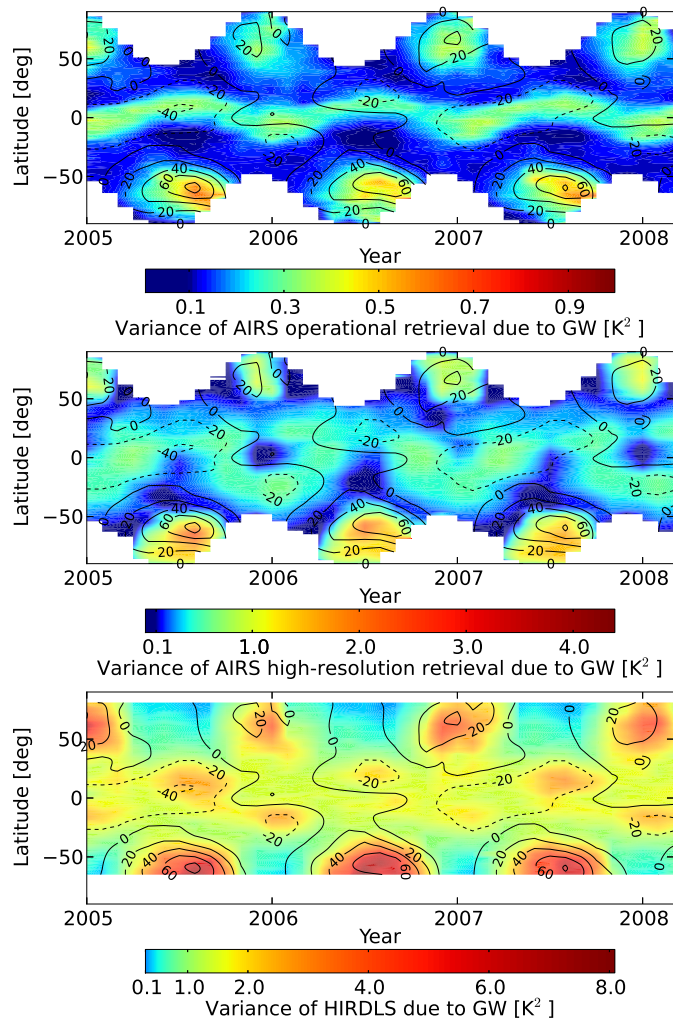 Latitude [deg]
50
0
−50
2005 2006 2007 2008
Year
0.1 0.3 0.5 0.7 0.9
Variance of AIRS operational retrieval due to GW [K²]
Latitude [deg]
50
0
−50
2005 2006 2007 2008
Year
0.1 1.0 2.0 3.0 4.0
Variance of AIRS high-resolution retrieval due to GW [K²]
Latitude [deg]
50
0
−50
2005 2006 2007 2008
Year
0.1 1.0 2.0 4.0 6.0 8.0
Variance of HIRDLS due to GW [K²]